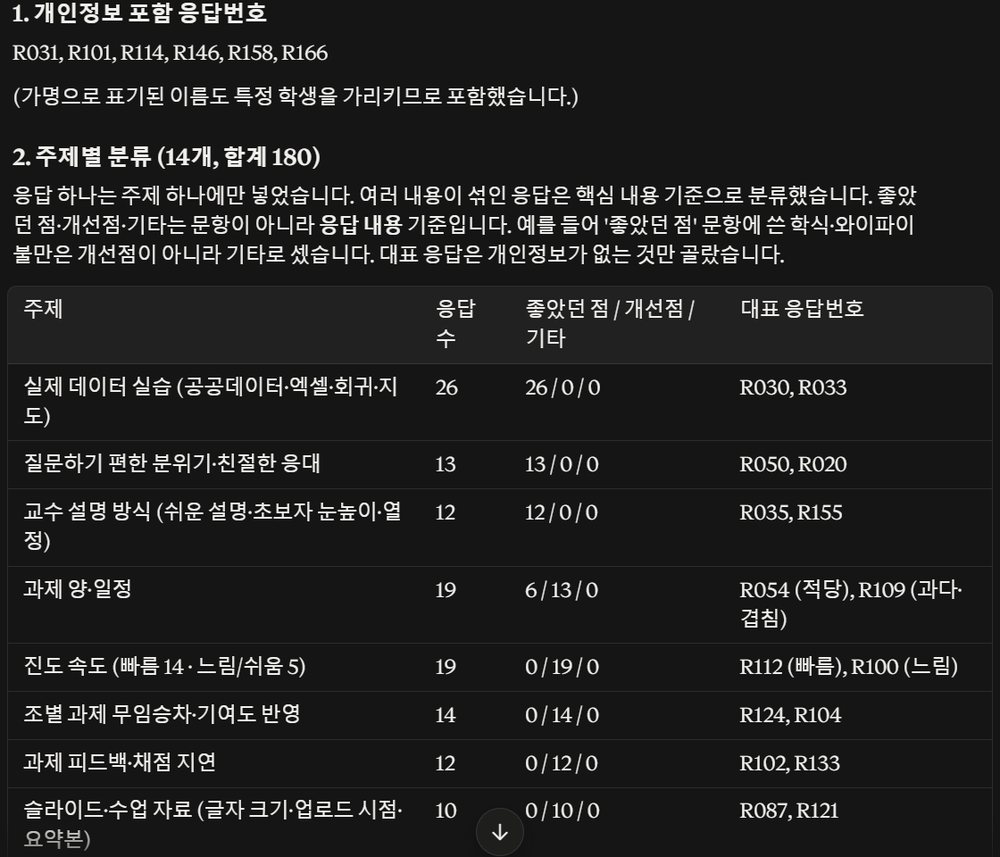 1. 개인정보 포함 응답번호
R031, R101, R114, R146, R158, R166
(가명으로 표기된 이름도 특정 학생을 가리키므로 포함했습니다.)
2. 주제별 분류 (14개, 합계 180)
응답 하나는 주제 하나에만 넣었습니다. 여러 내용이 섞인 응답은 핵심 내용 기준으로 분류했습니다. 좋았
던 점·개선점·기타는 문항이 아니라 응답 내용 기준입니다. 예를 들어 '좋았던 점' 문항에 쓴 학식·와이파이
불만은 개선점이 아니라 기타로 셌습니다. 대표 응답은 개인정보가 없는 것만 골랐습니다.
주제 응답 좋았던 점 / 개선점 / 대표 응답번호
수 기타
실제 데이터 실습 (공공데이터·엑셀·회귀·지 26 26 / 0 / 0 R030, R033
도)
질문하기 편한 분위기·친절한 응대 13 13 / 0 / 0 R050, R020
교수 설명 방식 (쉬운 설명·초보자 눈높이·열 12 12 / 0 / 0 R035, R155
정)
과제 양·일정 19 6 / 13 / 0 R054 (적당), R109 (과다·
겹침)
진도 속도 (빠름 14 · 느림/쉬움 5) 19 0 / 19 / 0 R112 (빠름), R100 (느림)
조별 과제 무임승차·기여도 반영 14 0 / 14 / 0 R124, R104
과제 피드백·채점 지연 12 0 / 12 / 0 R102, R133
슬라이드·수업 자료 (글자 크기·업로드 시점· 10 0 / 10 / 0 R087, R121
요약본)